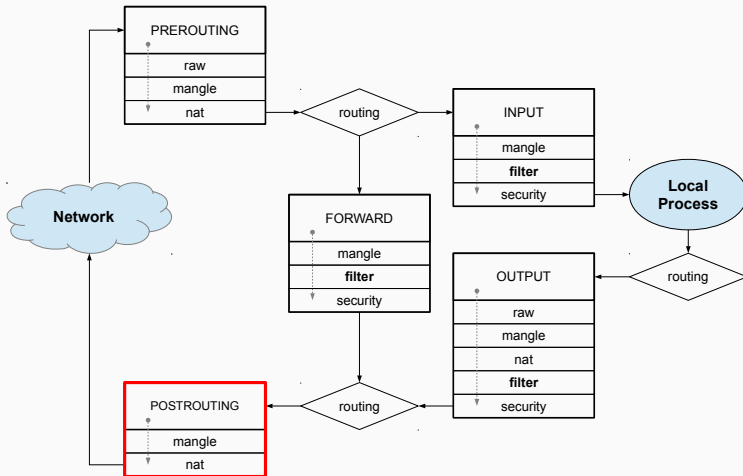 PREROUTING
raw
mangle
nat
routing
INPUT
mangle
filter
security
Local
Process
Network
FORWARD
mangle
filter
security
routing
OUTPUT
raw
mangle
nat
filter
security
routing
POSTROUTING
mangle
nat